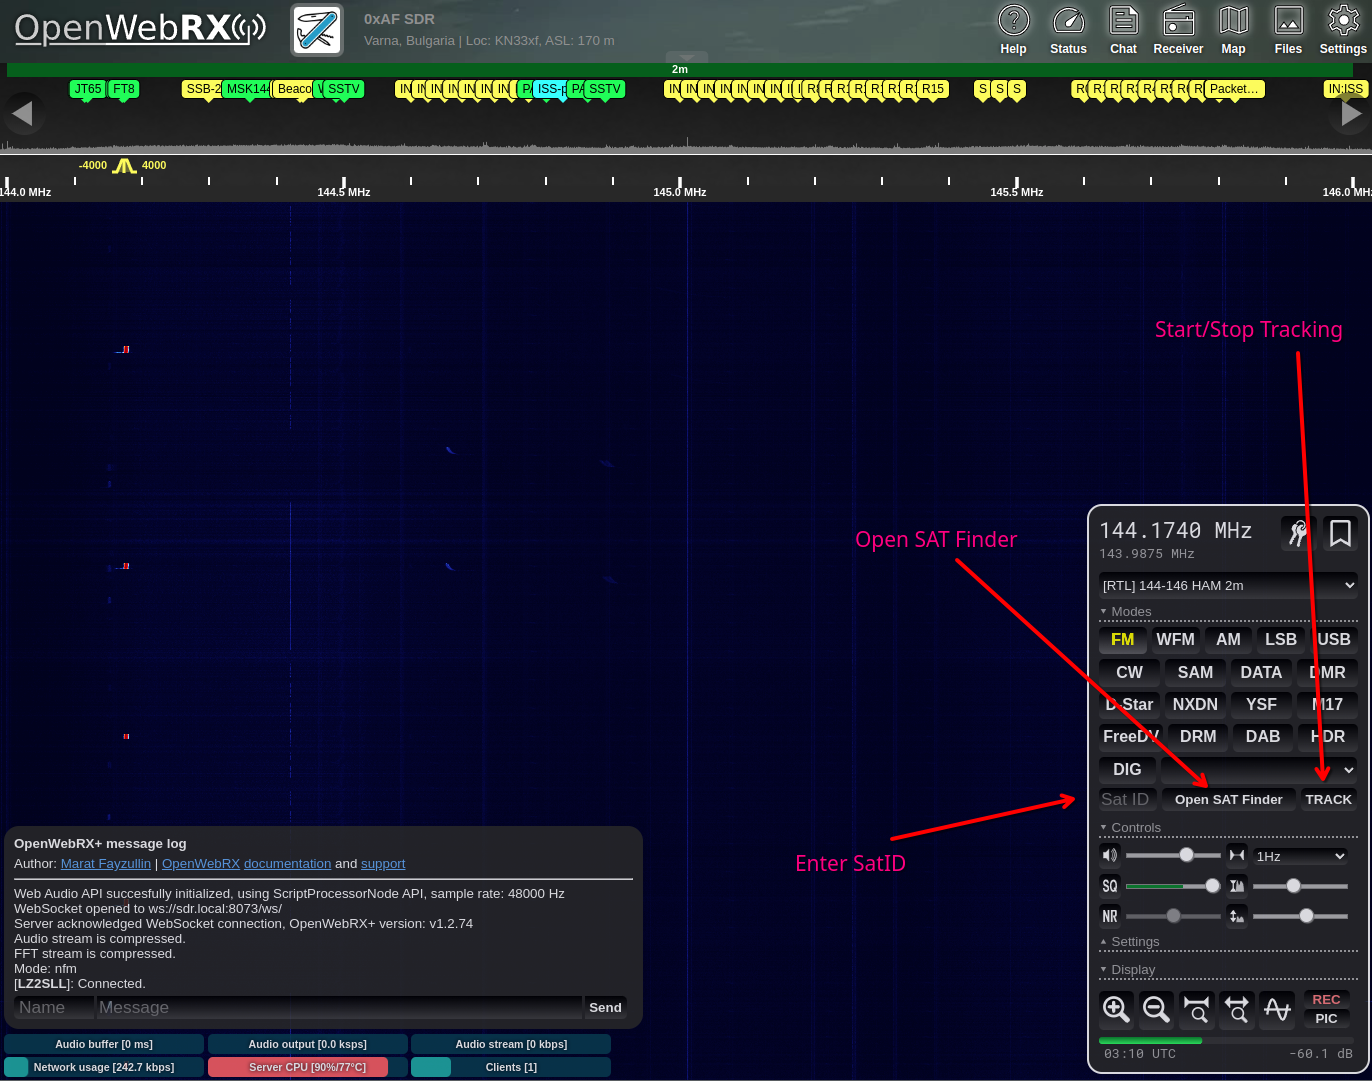 OpenWebRX
0xAF SDR
Varna, Bulgaria | Loc: KN33xf, ASL: 170 m
Help Status Chat Receiver Map Files Settings
2m
JT65 FT8 SSB-2 MSK144 Beaco SSTV IN IN IN IN IN IN IN ISS-p PA SSTV IN IN IN IN IN IN IN R R R R R R R15 S S S R R R R R R R R Packet... IN:ISS
-4000 4000
144.0 MHz 144.5 MHz 145.0 MHz 145.5 MHz 146.0 MHz
Start/Stop Tracking
Open SAT Finder
Enter SatID
144.1740 MHz
143.9875 MHz
[RTL] 144-146 HAM 2m
Modes
FM WFM AM LSB USB
CW SAM DATA DMR
D-Star NXDN YSF M17
FreeDV DRM DAB HDR
DIG
Sat ID Open SAT Finder TRACK
Controls
1Hz
SQ
NR
Settings
Display
REC
PIC
03:10 UTC -60.1 dB
OpenWebRX+ message log
Author: Marat Fayzullin | OpenWebRX documentation and support
Web Audio API succesfully initialized, using ScriptProcessorNode API, sample rate: 48000 Hz
WebSocket opened to ws://sdr.local:8073/ws/
Server acknowledged WebSocket connection, OpenWebRX+ version: v1.2.74
Audio stream is compressed.
FFT stream is compressed.
Mode: nfm
[LZ2SLL]: Connected.
Name Message Send
Audio buffer [0 ms] Audio output [0.0 ksps] Audio stream [0 kbps]
Network usage [242.7 kbps] Server CPU [90%/77°C] Clients [1]